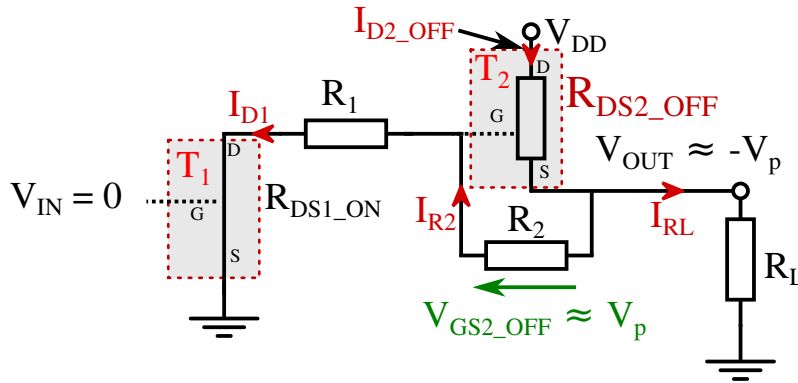 I_D2_OFF
V_DD
T_2
D
R_DS2_OFF
R_1
I_D1
G
V_OUT ≈ -V_p
T_1
D
S
V_IN = 0
G
R_DS1_ON
I_R2
R_2
I_RL
S
R_L
V_GS2_OFF ≈ V_p